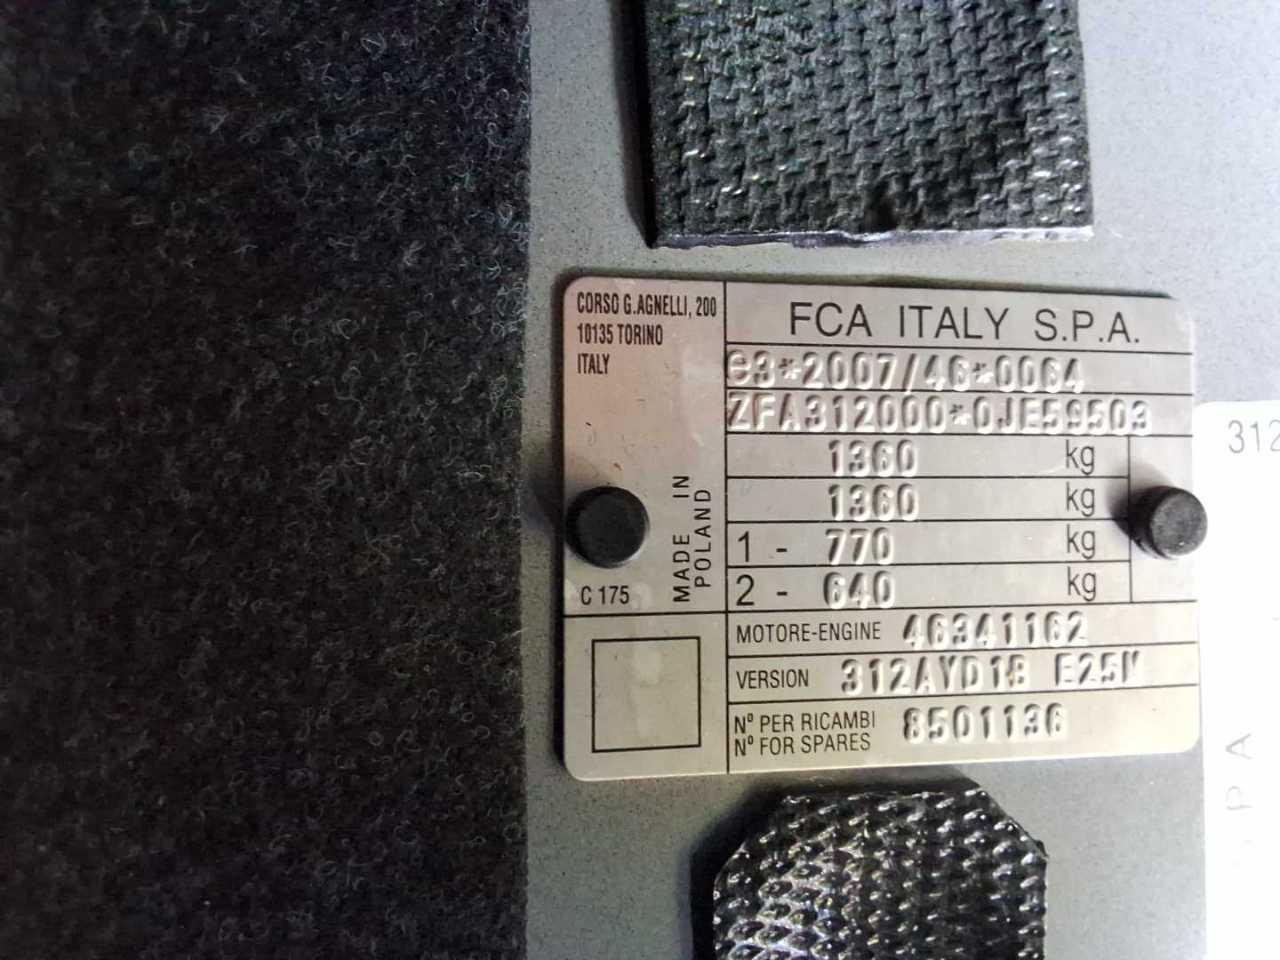 CORSO G.AGNELLI, 200
10135 TORINO
ITALY
FCA ITALY S.P.A.
e3*2007/46*0064
ZFA312000*0JE59503
1360 kg
1360 kg
1 - 770 kg
2 - 640 kg
MADE IN
POLAND
C 175
MOTORE-ENGINE 46341162
VERSION 312AYD1B E25M
Nº PER RICAMBI
Nº FOR SPARES 8501136
312
P A